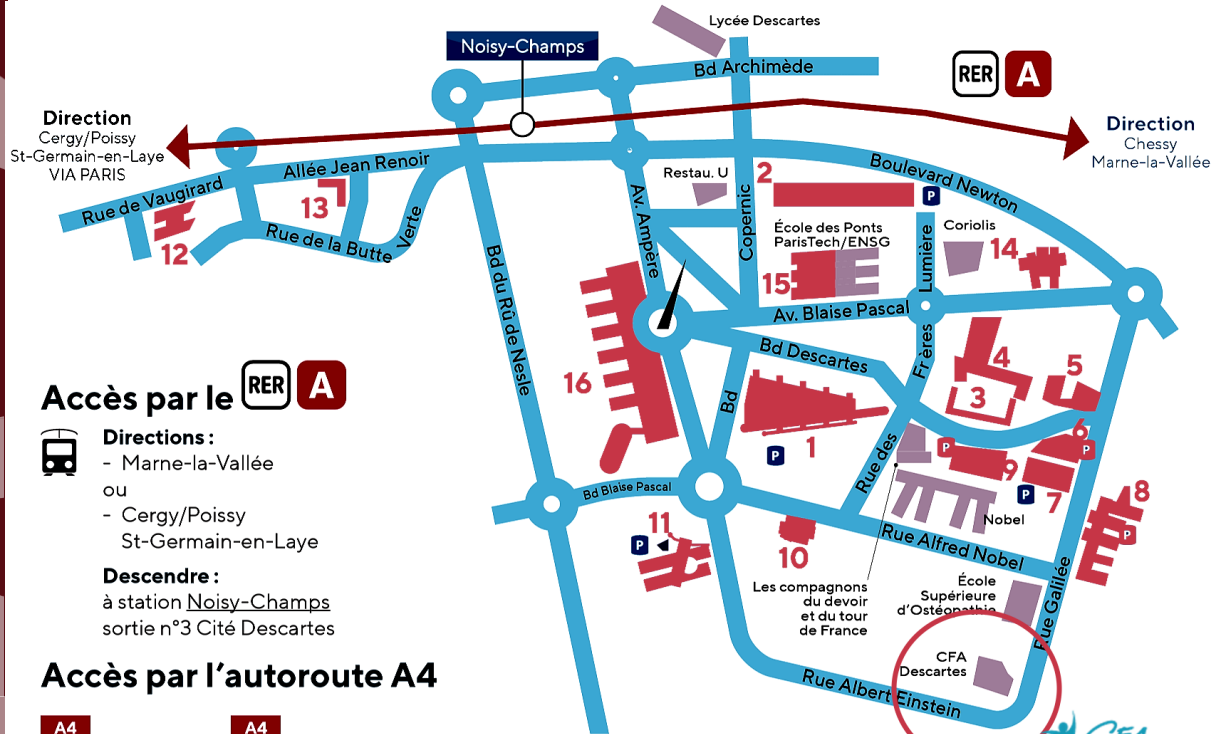 Lycée Descartes
Noisy-Champs
Bd Archimède
RER A
Direction
Cergy/Poissy
St-Germain-en-Laye
VIA PARIS
Direction
Chessy
Marne-la-Vallée
Allée Jean Renoir
Rue de Vaugirard
Rue de la Butte Verte
12
13
Restau. U
2
P
Boulevard Newton
Av. Ampère
Copernic
École des Ponts
ParisTech/ENSG
15
Lumière
Coriolis
14
Bd du Rû de Nesle
Av. Blaise Pascal
Bd Descartes
Frères
Rue des
Bd
16
1
P
4
3
5
6
P
P
9
7
P
8
P
Nobel
Bd Blaise Pascal
11
P
10
Rue Alfred Nobel
Les compagnons
du devoir
et du tour
de France
École
Supérieure
d'Ostéopathie
Rue Galilée
CFA
Descartes
Rue Albert Einstein
CFA
Accès par le RER A
Directions :
- Marne-la-Vallée
ou
- Cergy/Poissy
St-Germain-en-Laye
Descendre :
à station Noisy-Champs
sortie n°3 Cité Descartes
Accès par l'autoroute A4
A4
A4